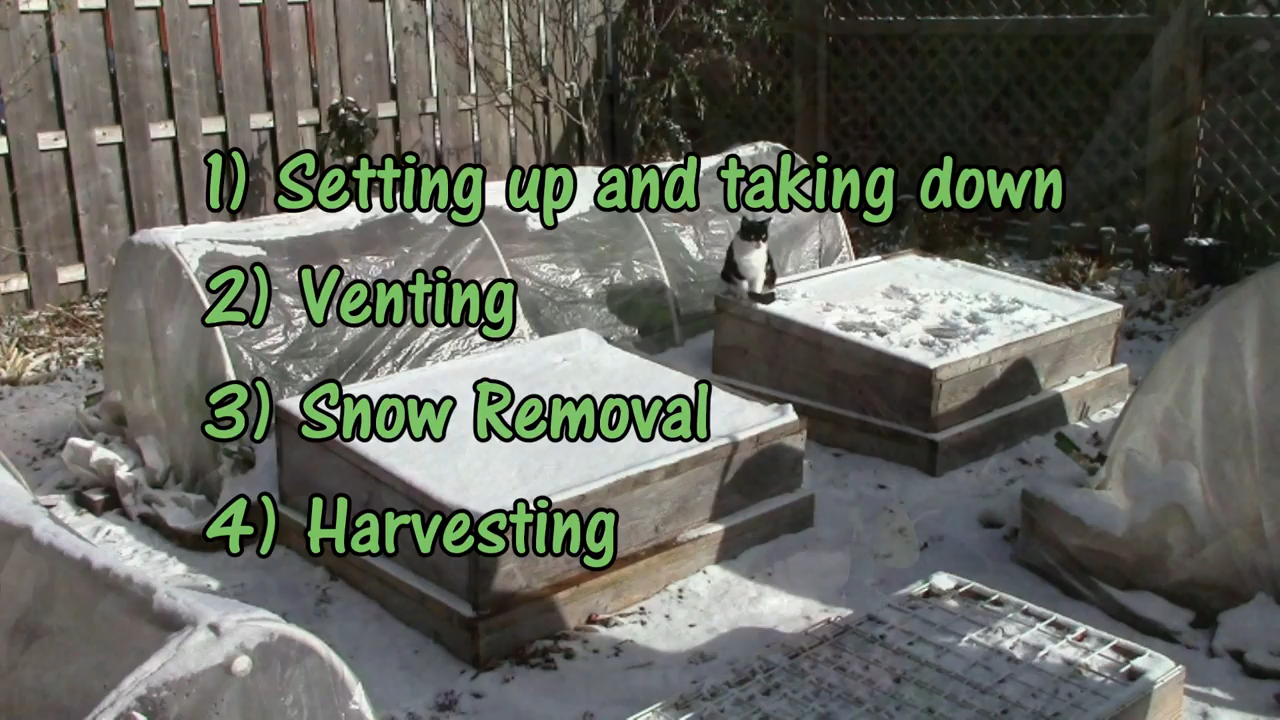 1) Setting up and taking down
2) Venting
3) Snow Removal
4) Harvesting